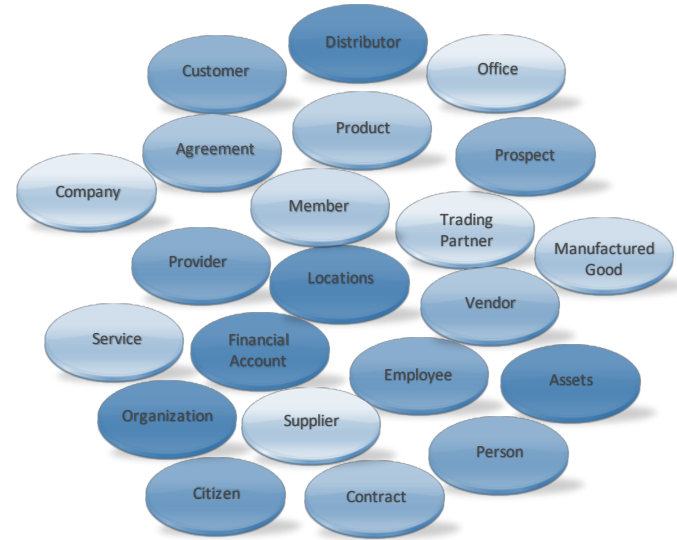 Distributor
Customer
Office
Product
Agreement
Prospect
Company
Member
Trading
Partner
Manufactured
Good
Provider
Locations
Vendor
Service
Financial
Account
Employee
Assets
Organization
Supplier
Person
Citizen
Contract